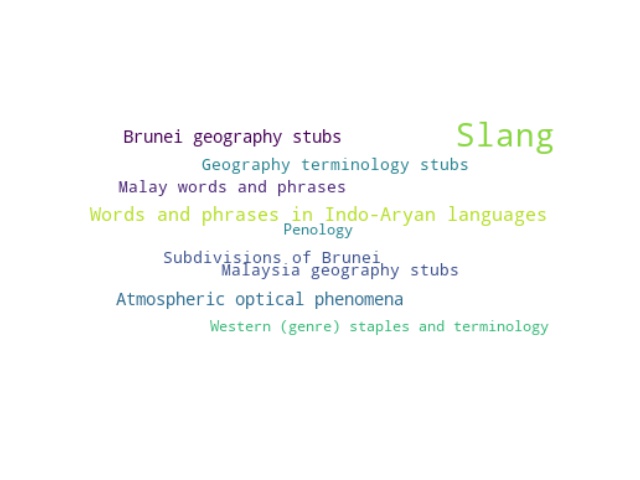 Slang
Brunei geography stubs
Geography terminology stubs
Malay words and phrases
Words and phrases in Indo-Aryan languages
Penology
Subdivisions of Brunei
Malaysia geography stubs
Atmospheric optical phenomena
Western (genre) staples and terminology